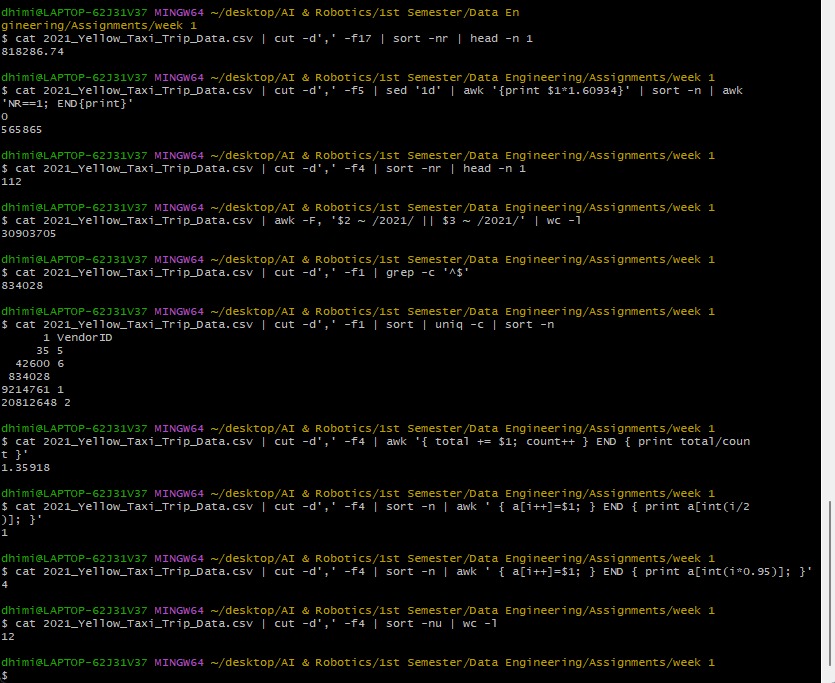 dhimi@LAPTOP-62J31V37 MINGW64 ~/desktop/AI & Robotics/1st Semester/Data En
gineering/Assignments/week 1
$ cat 2021_Yellow_Taxi_Trip_Data.csv | cut -d',' -f17 | sort -nr | head -n 1
818286.74

dhimi@LAPTOP-62J31V37 MINGW64 ~/desktop/AI & Robotics/1st Semester/Data Engineering/Assignments/week 1
$ cat 2021_Yellow_Taxi_Trip_Data.csv | cut -d',' -f5 | sed '1d' | awk '{print $1*1.60934}' | sort -n | awk
'NR==1; END{print}'
0
565865

dhimi@LAPTOP-62J31V37 MINGW64 ~/desktop/AI & Robotics/1st Semester/Data Engineering/Assignments/week 1
$ cat 2021_Yellow_Taxi_Trip_Data.csv | cut -d',' -f4 | sort -nr | head -n 1
112

dhimi@LAPTOP-62J31V37 MINGW64 ~/desktop/AI & Robotics/1st Semester/Data Engineering/Assignments/week 1
$ cat 2021_Yellow_Taxi_Trip_Data.csv | awk -F, '$2 ~ /2021/ || $3 ~ /2021/' | wc -l
30903705

dhimi@LAPTOP-62J31V37 MINGW64 ~/desktop/AI & Robotics/1st Semester/Data Engineering/Assignments/week 1
$ cat 2021_Yellow_Taxi_Trip_Data.csv | cut -d',' -f1 | grep -c '^$'
834028

dhimi@LAPTOP-62J31V37 MINGW64 ~/desktop/AI & Robotics/1st Semester/Data Engineering/Assignments/week 1
$ cat 2021_Yellow_Taxi_Trip_Data.csv | cut -d',' -f1 | sort | uniq -c | sort -n
1 VendorID
35 5
42600 6
834028
9214761 1
20812648 2

dhimi@LAPTOP-62J31V37 MINGW64 ~/desktop/AI & Robotics/1st Semester/Data Engineering/Assignments/week 1
$ cat 2021_Yellow_Taxi_Trip_Data.csv | cut -d',' -f4 | awk '{ total += $1; count++ } END { print total/coun
t }'
1.35918

dhimi@LAPTOP-62J31V37 MINGW64 ~/desktop/AI & Robotics/1st Semester/Data Engineering/Assignments/week 1
$ cat 2021_Yellow_Taxi_Trip_Data.csv | cut -d',' -f4 | sort -n | awk ' { a[i++]=$1; } END { print a[int(i/2
)]; }'
1

dhimi@LAPTOP-62J31V37 MINGW64 ~/desktop/AI & Robotics/1st Semester/Data Engineering/Assignments/week 1
$ cat 2021_Yellow_Taxi_Trip_Data.csv | cut -d',' -f4 | sort -n | awk ' { a[i++]=$1; } END { print a[int(i*0.95)]; }'
4

dhimi@LAPTOP-62J31V37 MINGW64 ~/desktop/AI & Robotics/1st Semester/Data Engineering/Assignments/week 1
$ cat 2021_Yellow_Taxi_Trip_Data.csv | cut -d',' -f4 | sort -nu | wc -l
12

dhimi@LAPTOP-62J31V37 MINGW64 ~/desktop/AI & Robotics/1st Semester/Data Engineering/Assignments/week 1
$